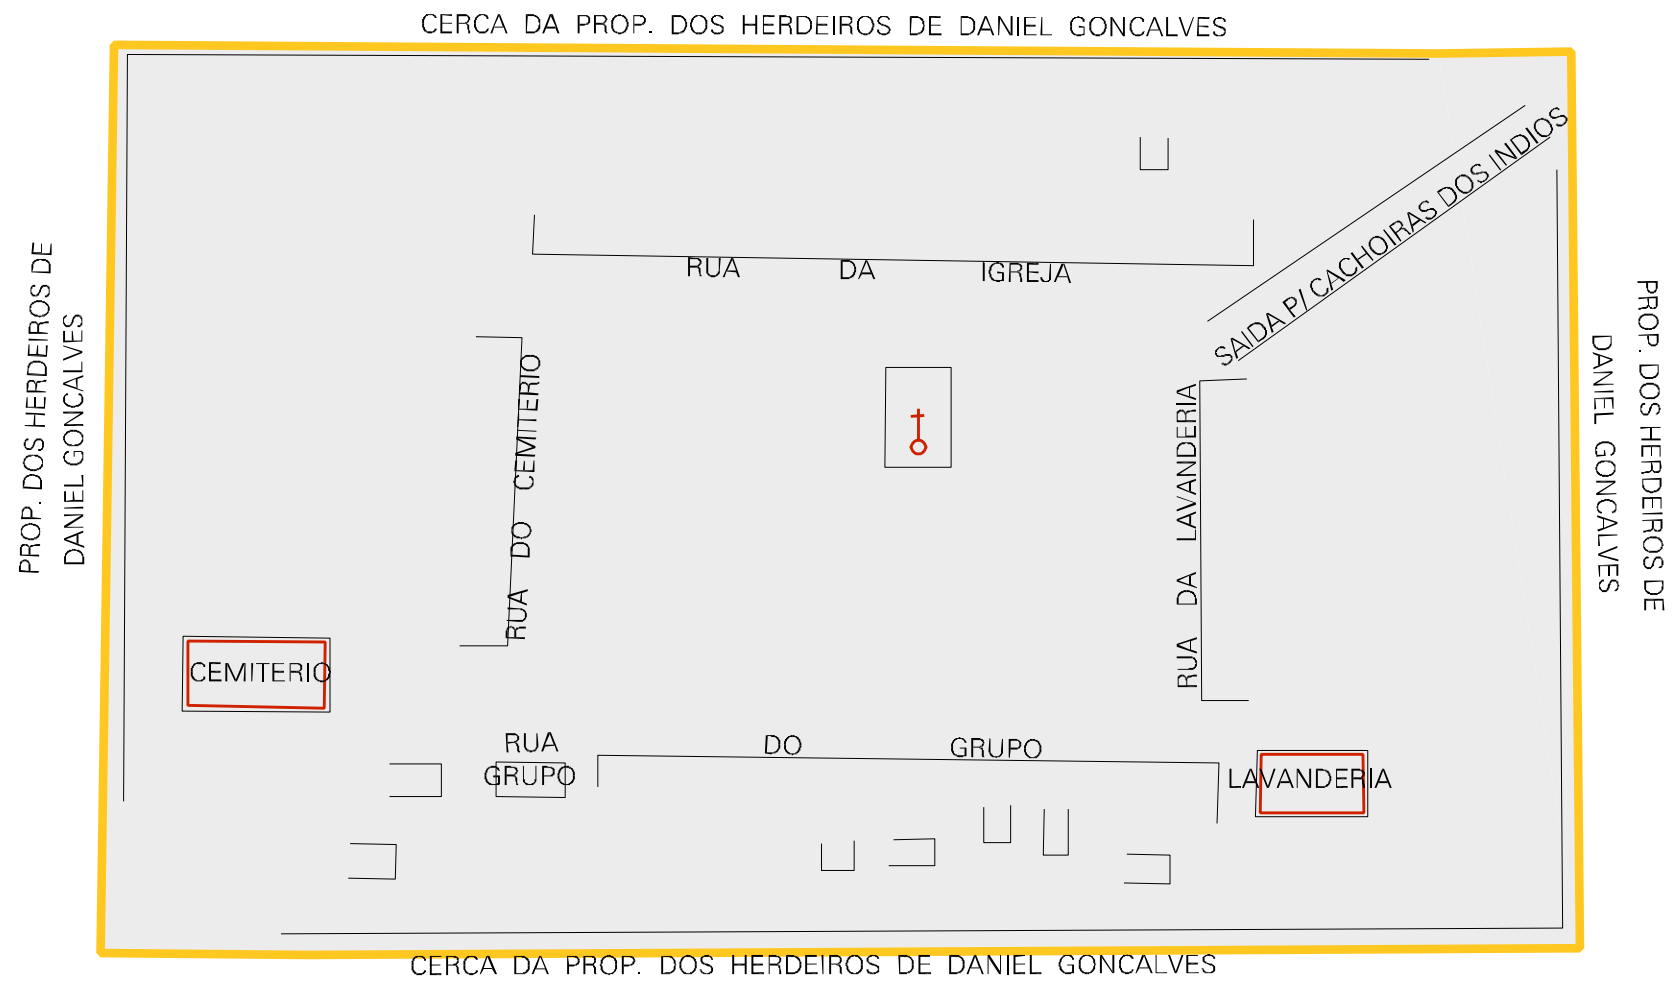 CERCA DA PROP. DOS HERDEIROS DE DANIEL GONCALVES
SAIDA P/ CACHOIRAS DOS INDIOS
RUA DA IGREJA
PROP. DOS HERDEIROS DE
DANIEL GONCALVES
RUA DO CEMITERIO
RUA DA LAVANDERIA
PROP. DOS HERDEIROS DE
DANIEL GONCALVES
CEMITERIO
RUA DO GRUPO
GRUPO
LAVANDERIA
CERCA DA PROP. DOS HERDEIROS DE DANIEL GONCALVES